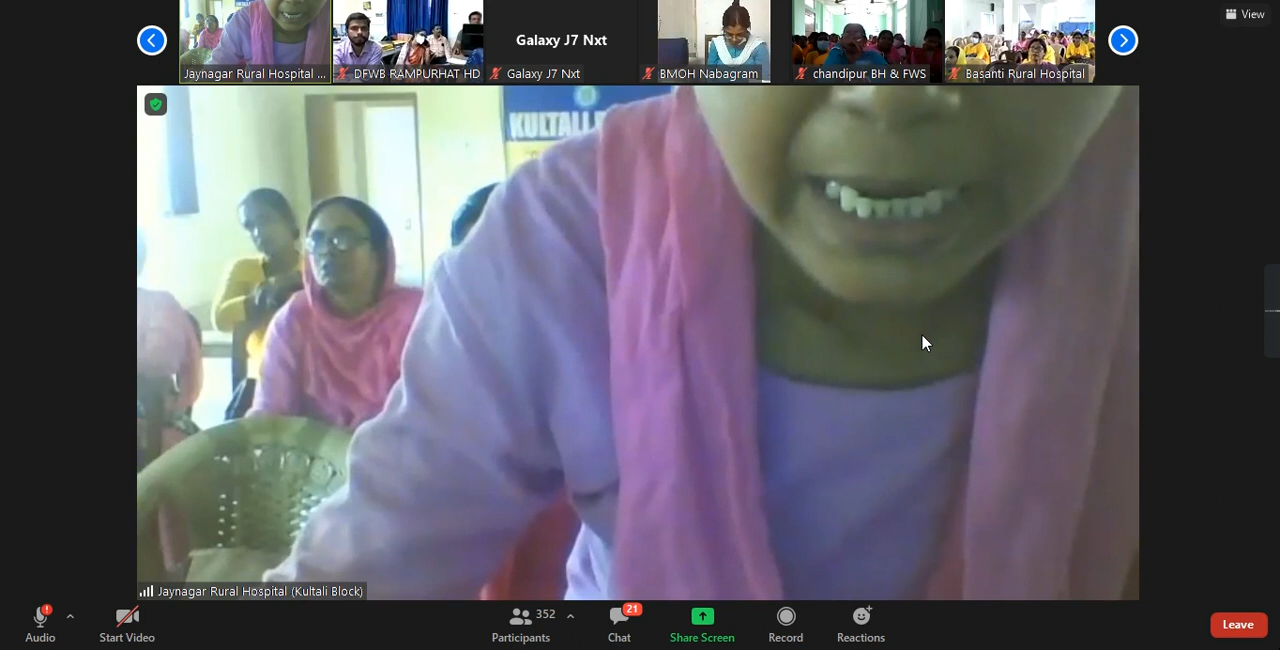 View
Galaxy J7 Nxt
Jaynagar Rural Hospital ...
DFWB RAMPURHAT HD
Galaxy J7 Nxt
BMOH Nabagram
chandipur BH & FWS
Basanti Rural Hospital
Jaynagar Rural Hospital (Kultali Block)
Audio
Start Video
352
Participants
21
Chat
Share Screen
Record
Reactions
Leave